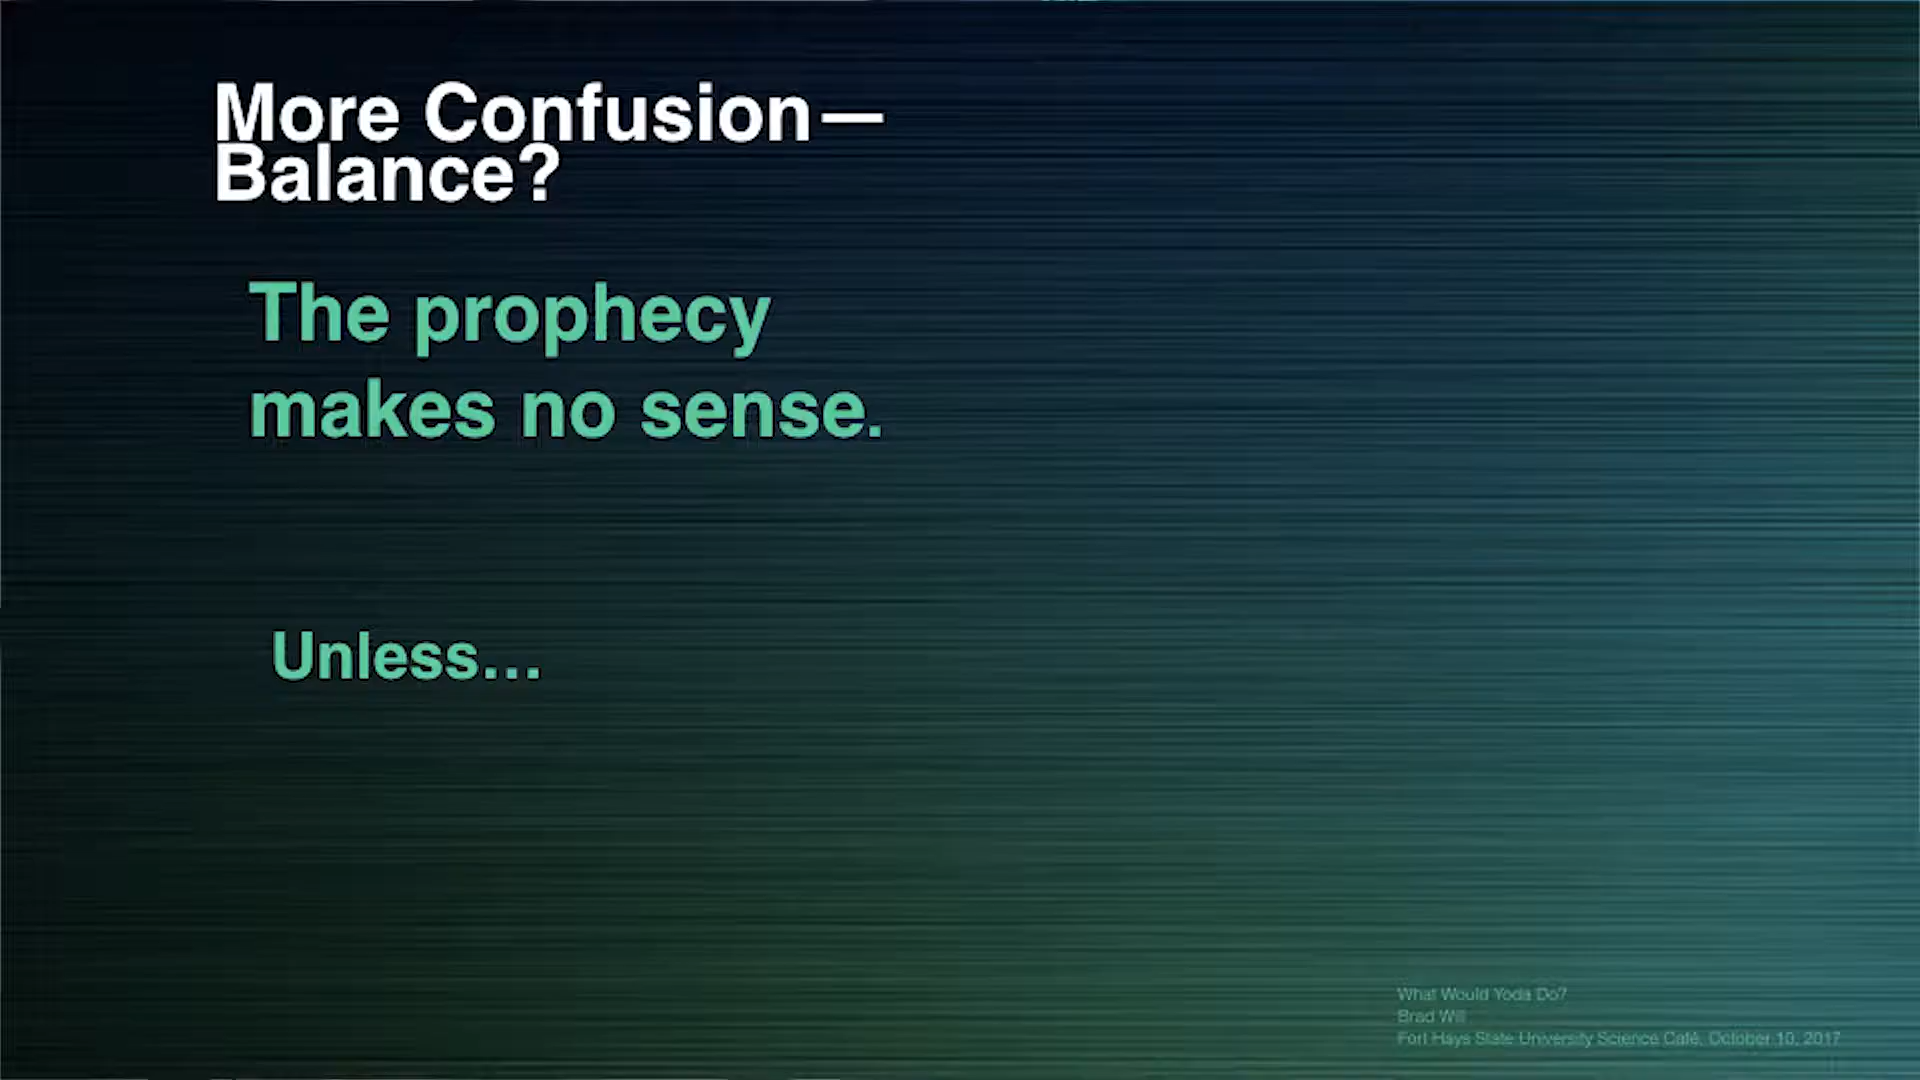 More Confusion—
Balance?
The prophecy
makes no sense.
Unless...
What Would Yoda Do?
Brad Will
Fort Hays State University Science Café, October 10, 2017